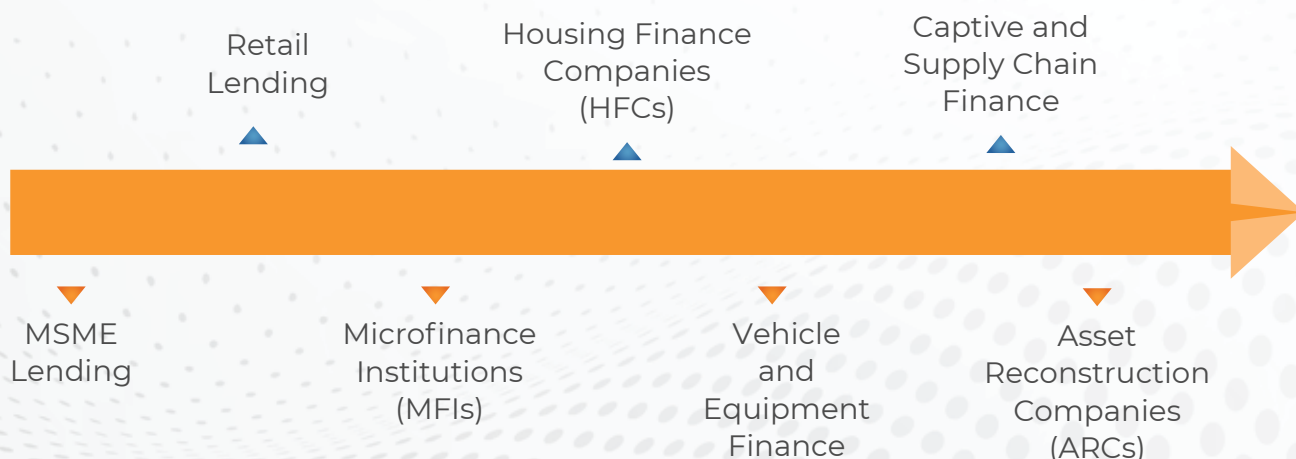 Retail
Lending
Housing Finance
Companies
(HFCs)
Captive and
Supply Chain
Finance
MSME
Lending
Microfinance
Institutions
(MFIs)
Vehicle
and
Equipment
Finance
Asset
Reconstruction
Companies
(ARCs)